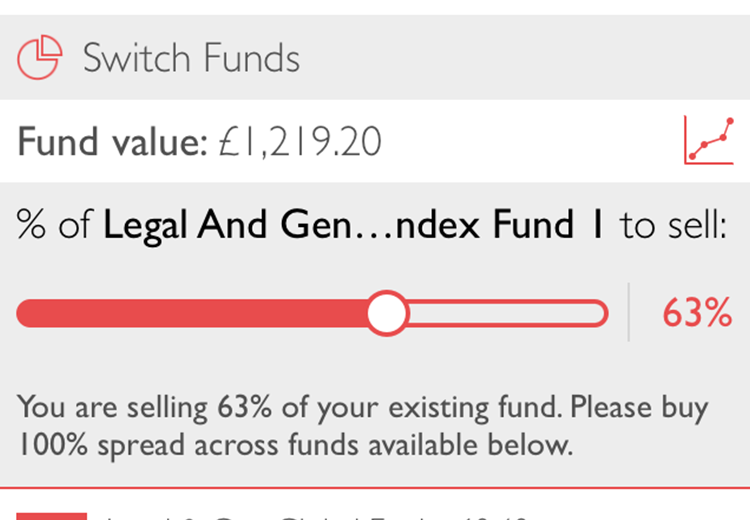 Switch Funds
Fund value: £1,219.20
% of Legal And Gen...ndex Fund 1 to sell:
63%
You are selling 63% of your existing fund. Please buy
100% spread across funds available below.